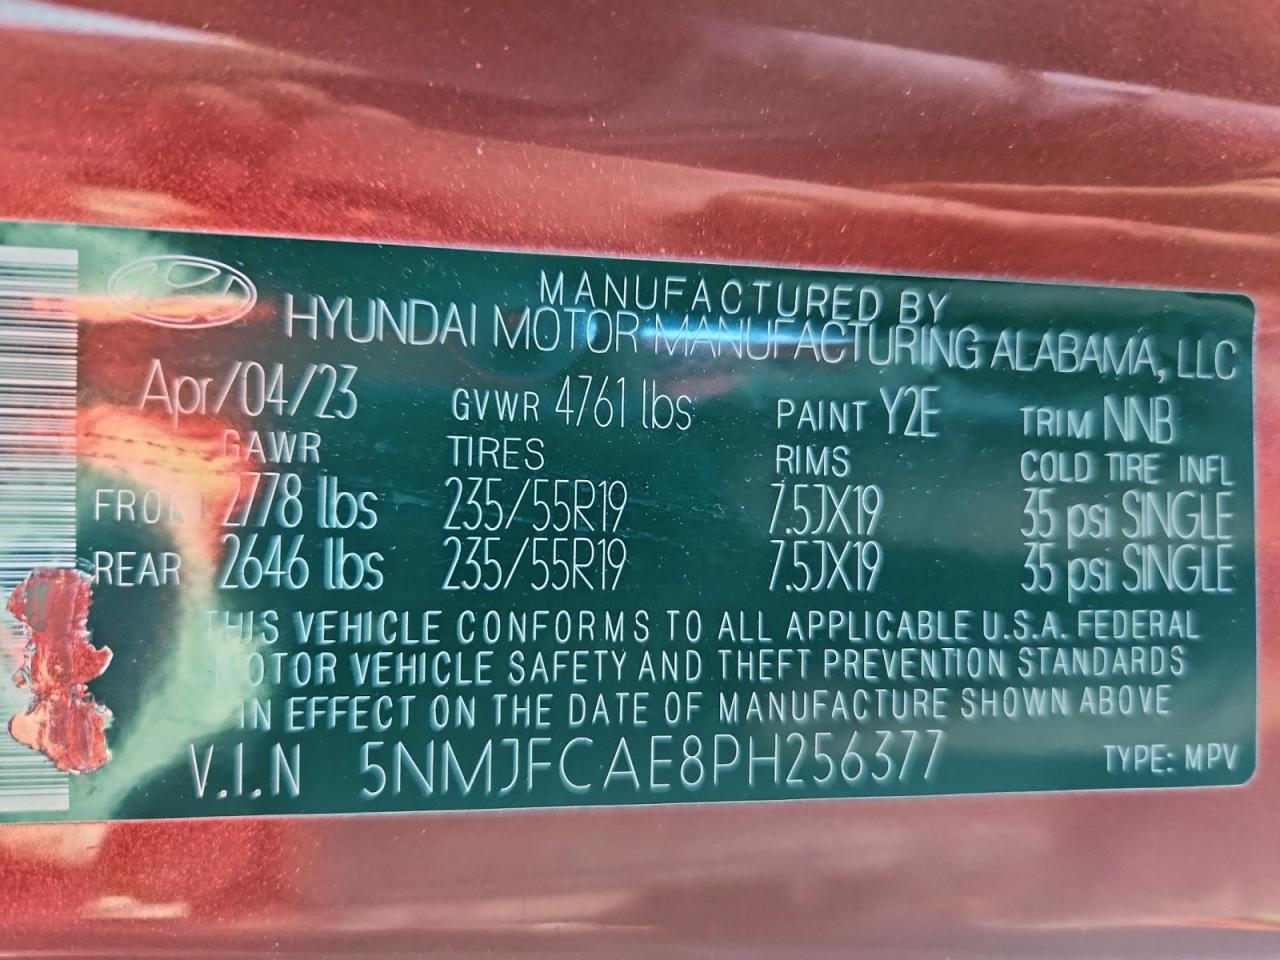 MANUFACTURED BY
HYUNDAI MOTOR MANUFACTURING ALABAMA, LLC
Apr/04/23 GVWR 4761 lbs PAINT Y2E TRIM NNB
GAWR TIRES RIMS COLD TIRE INFL
FRONT 2778 lbs 235/55R19 7.5JX19 35 psi SINGLE
REAR 2646 lbs 235/55R19 7.5JX19 35 psi SINGLE
THIS VEHICLE CONFORMS TO ALL APPLICABLE U.S.A. FEDERAL
MOTOR VEHICLE SAFETY AND THEFT PREVENTION STANDARDS
IN EFFECT ON THE DATE OF MANUFACTURE SHOWN ABOVE
V.I.N 5NMJFCAE8PH256377 TYPE: MPV